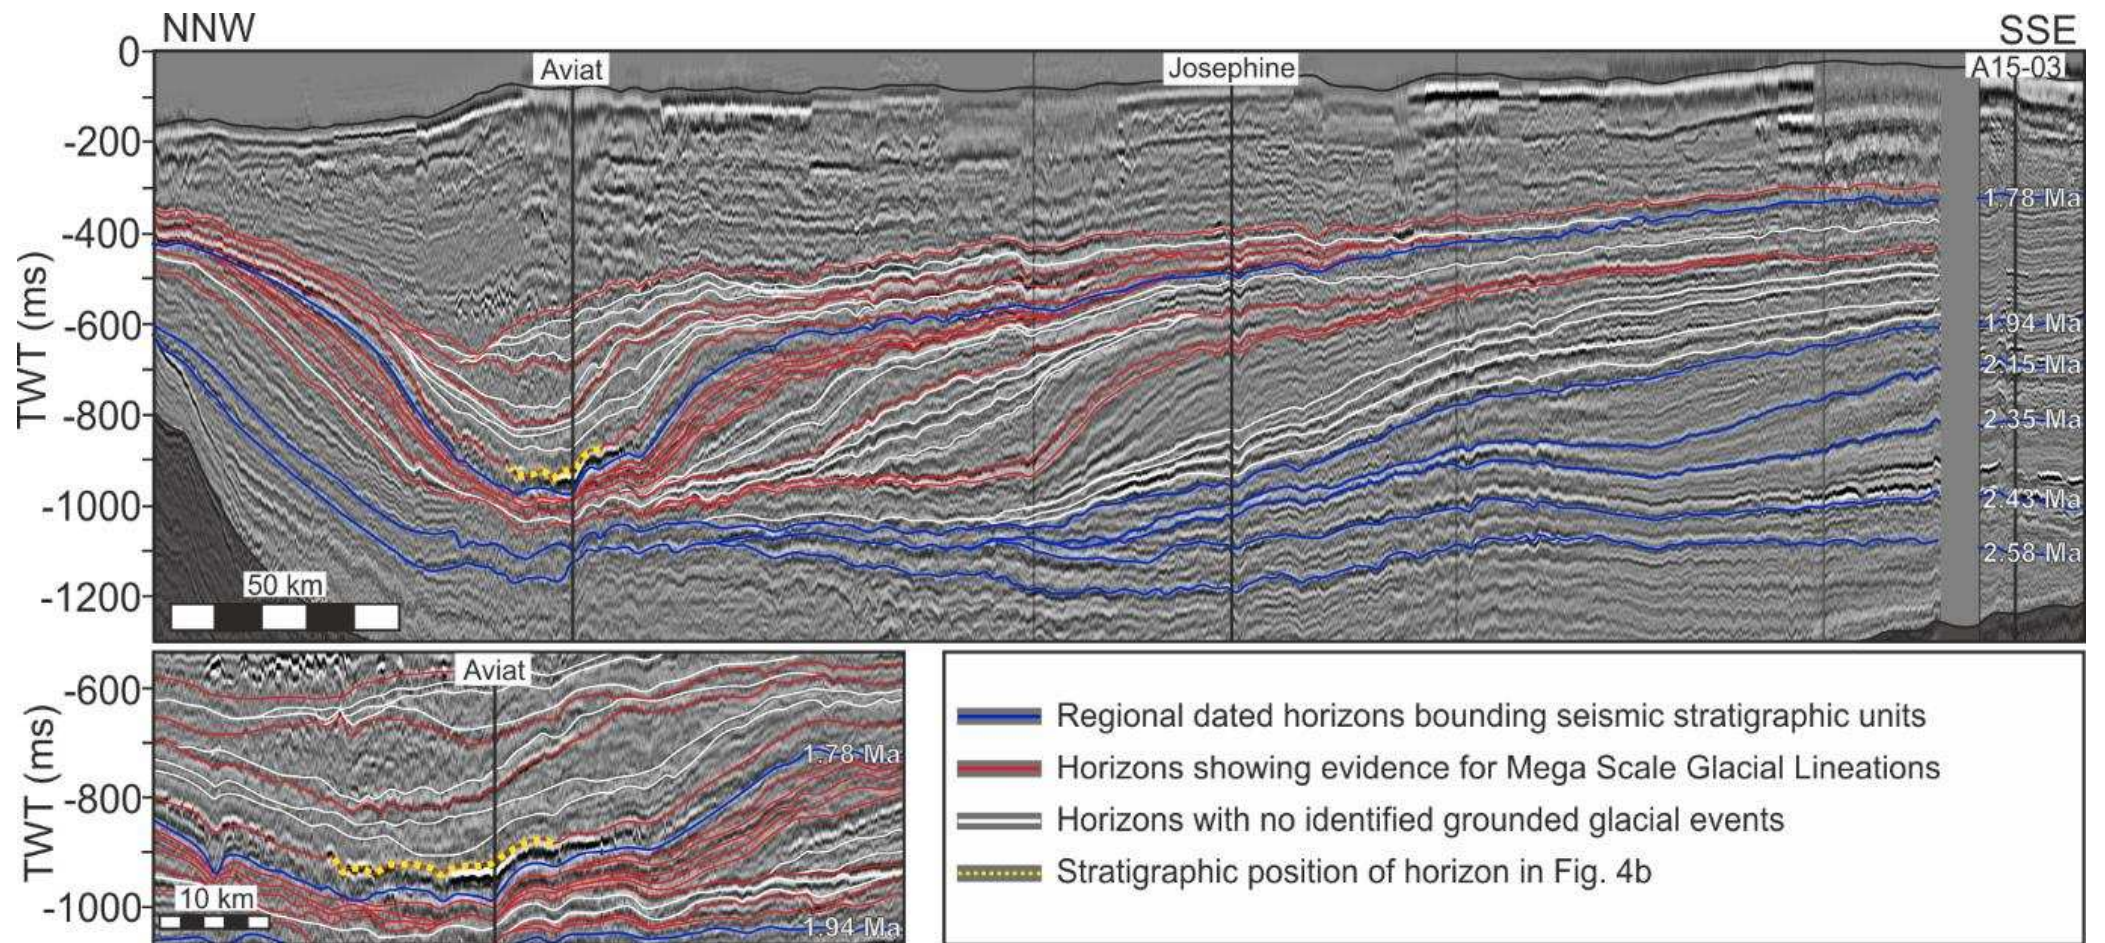 NNW
SSE
0
Aviat
Josephine
A15-03
-200
-400
-600
-800
-1000
-1200
TWT (ms)
1.78 Ma
1.94 Ma
2.15 Ma
2.35 Ma
2.43 Ma
2.58 Ma
50 km
Aviat
-600
-800
-1000
TWT (ms)
1.78 Ma
1.94 Ma
10 km
Regional dated horizons bounding seismic stratigraphic units
Horizons showing evidence for Mega Scale Glacial Lineations
Horizons with no identified grounded glacial events
Stratigraphic position of horizon in Fig. 4b